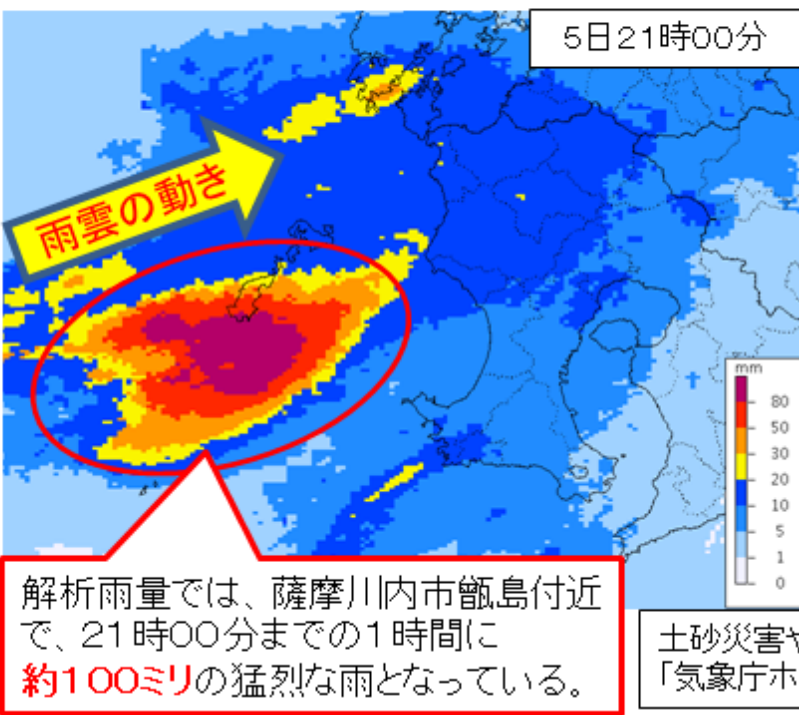 5日21時00分
雨雲の動き
mm
80
50
30
20
10
5
1
0
解析雨量では、薩摩川内市甑島付近
で、21時00分までの1時間に
約100ミリの猛烈な雨となっている。
土砂災害や
「気象庁ホ